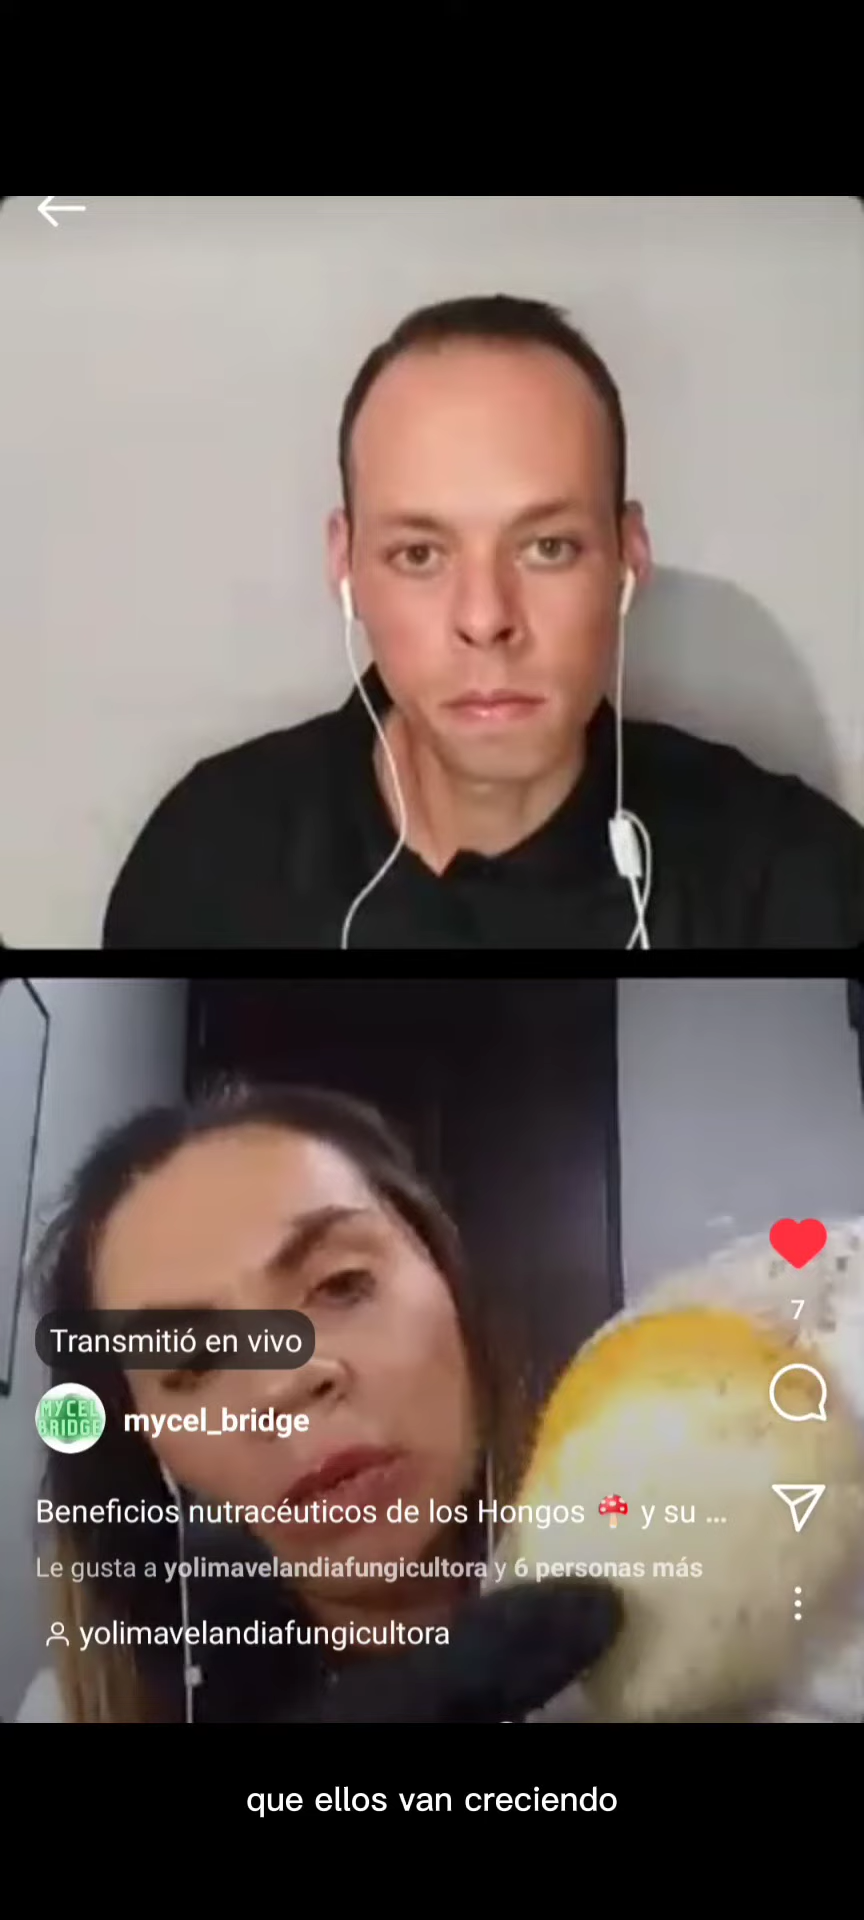 Transmitió en vivo
MYCEL
BRIDGE
mycel_bridge
Beneficios nutracéuticos de los Hongos 🍄 y su ...
Le gusta a yolimavelandiafungicultora y 6 personas más
yolimavelandiafungicultora
7
que ellos van creciendo